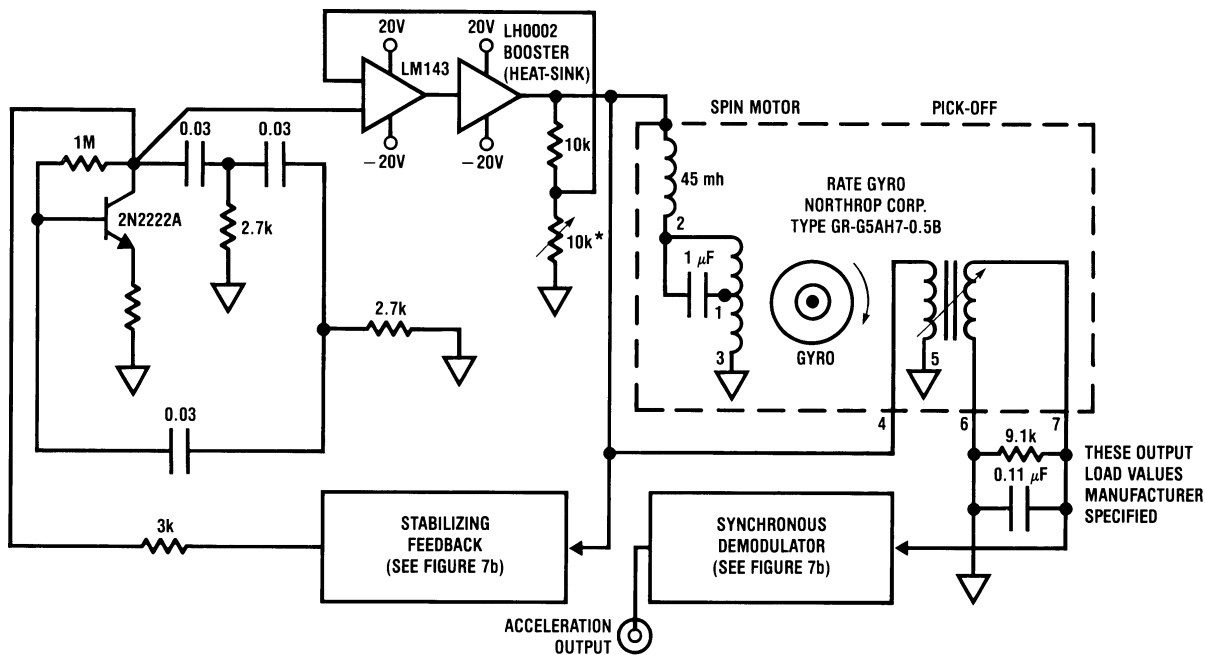 20V
20V
LH0002
BOOSTER
(HEAT-SINK)
LM143
–20V
–20V
SPIN MOTOR
PICK-OFF
0.03
0.03
1M
10k
45 mh
RATE GYRO
NORTHROP CORP.
TYPE GR-G5AH7-0.5B
2N2222A
2.7k
10k*
2
1 µF
1
2.7k
3
GYRO
5
0.03
4
6
7
9.1k
0.11 µF
THESE OUTPUT
LOAD VALUES
MANUFACTURER
SPECIFIED
3k
STABILIZING
FEEDBACK
(SEE FIGURE 7b)
SYNCHRONOUS
DEMODULATOR
(SEE FIGURE 7b)
ACCELERATION
OUTPUT